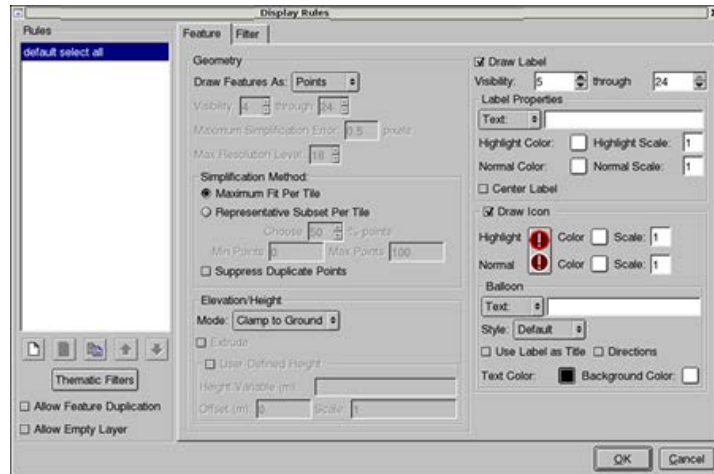 Display Rules
Rules
default select all
Thematic Filters
Allow Feature Duplication
Allow Empty Layer
Feature Filter
Geometry
Draw Features As: Points
Visibility: 4 through 24
Maximum Simplification Error: 0.5 pixels
Max Resolution Level: 18
Simplification Method:
Maximum Fit Per Tile
Representative Subset Per Tile
Choose 50 % points
Min Points 0 Max Points 100
Suppress Duplicate Points
Elevation/Height
Mode: Clamp to Ground
Extrude
User-Defined Height
Height Variable (m):
Offset (m): 0 Scale: 1
Draw Label
Visibility: 5 through 24
Label Properties
Text:
Highlight Color: Highlight Scale: 1
Normal Color: Normal Scale: 1
Center Label
Draw Icon
Highlight Color Scale: 1
Normal Color Scale: 1
Balloon
Text:
Style: Default
Use Label as Title Directions
Text Color: Background Color:
OK Cancel